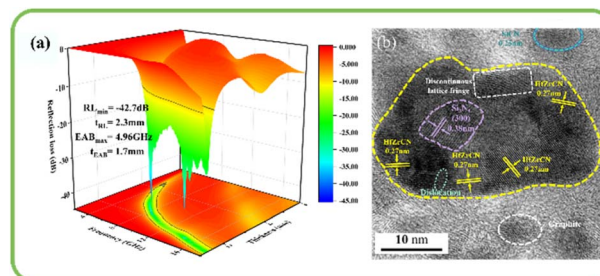 (a)
RLmin= -42.7dB
tRL= 2.3mm
EABmax= 4.96GHz
tEAB= 1.7mm
Reflection loss (dB)
0
-10
-20
-30
-40
Frequency (GHz)
Thickness (mm)
0.000
-5.000
-10.00
-15.00
-20.00
-25.00
-30.00
-35.00
-40.00
-45.00
(b)
Discontinuous
lattice fringe
HfZrCN
0.27nm
(300)
0.38nm
HfZrCN
0.27nm
HfZrCN
0.27nm
HfZrCN
0.27nm
Dislocation
Graphite
10 nm